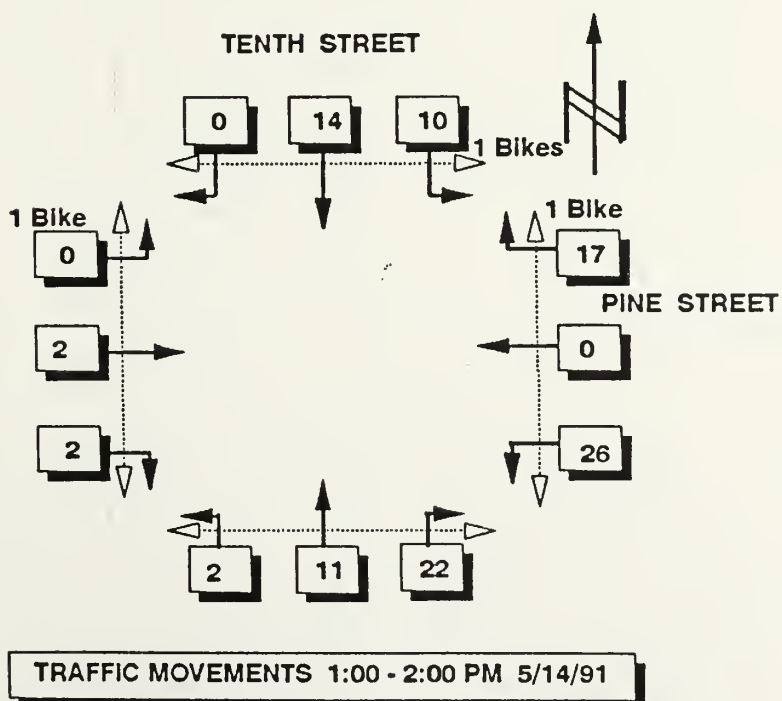 TENTH STREET
0 14 10
1 Bikes
1 Bike
0
1 Bike
17
PINE STREET
2
0
2
26
2 11 22
TRAFFIC MOVEMENTS 1:00 - 2:00 PM 5/14/91